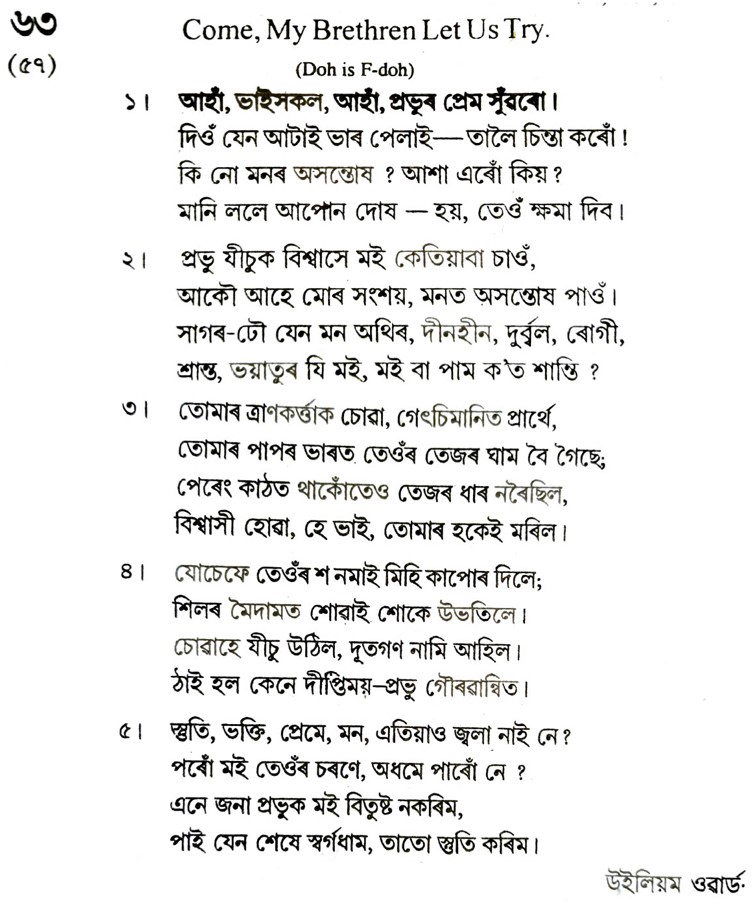 ৬৩ Come, My Brethren Let Us Try.
(৫৭) (Doh is F-doh)
১। আহাঁ, ভাইসকল, আহাঁ, প্ৰভুৰ প্ৰেম সুঁৱৰো।
দিওঁ যেন আটাই ভাৰ পেলাই—তালৈ চিন্তা কৰোঁ!
কি নো মনৰ অসন্তোষ ? আশা এৰোঁ কিয়?
মানি ললে আপোন দোষ — হয়, তেওঁ ক্ষমা দিব।
২। প্ৰভু যীচুক বিশ্বাসে মই কেতিয়াবা চাওঁ,
আকৌ আহে মোৰ সংশয়, মনত অসন্তোষ পাওঁ।
সাগৰ-ঢৌ যেন মন অথিৰ, দীনহীন, দুৰ্ব্বল, ৰোগী,
শ্ৰান্ত, ভয়াতুৰ যি মই, মই বা পাম ক'ত শান্তি ?
৩। তোমাৰ ত্ৰাণকৰ্ত্তাক চোৱা, গেৎচিমানিত প্ৰাৰ্থে,
তোমাৰ পাপৰ ভাৰত তেওঁৰ তেজৰ ঘাম বৈ গৈছে;
পেৰেং কাঠত থাকোঁতেও তেজৰ ধাৰ নৰৈছিল,
বিশ্বাসী হোৱা, হে ভাই, তোমাৰ হকেই মৰিল।
৪। যোচেফে তেওঁৰ শ নমাই মিহি কাপোৰ দিলে;
শিলৰ মৈদামত শোৱাই শোকে উভতিলে।
চোৱাহে যীচু উঠিল, দূতগণ নামি আহিল।
ঠাই হল কেনে দীপ্তিময়–প্ৰভু গৌৰৱান্বিত।
৫। স্তুতি, ভক্তি, প্ৰেমে, মন, এতিয়াও জ্বলা নাই নে?
পৰোঁ মই তেওঁৰ চৰণে, অধমে পাৰোঁ নে ?
এনে জনা প্ৰভুক মই বিতুষ্ট নকৰিম,
পাই যেন শেষে স্বৰ্গধাম, তাতো স্তুতি কৰিম।
উইলিয়ম ওৱাৰ্ড·